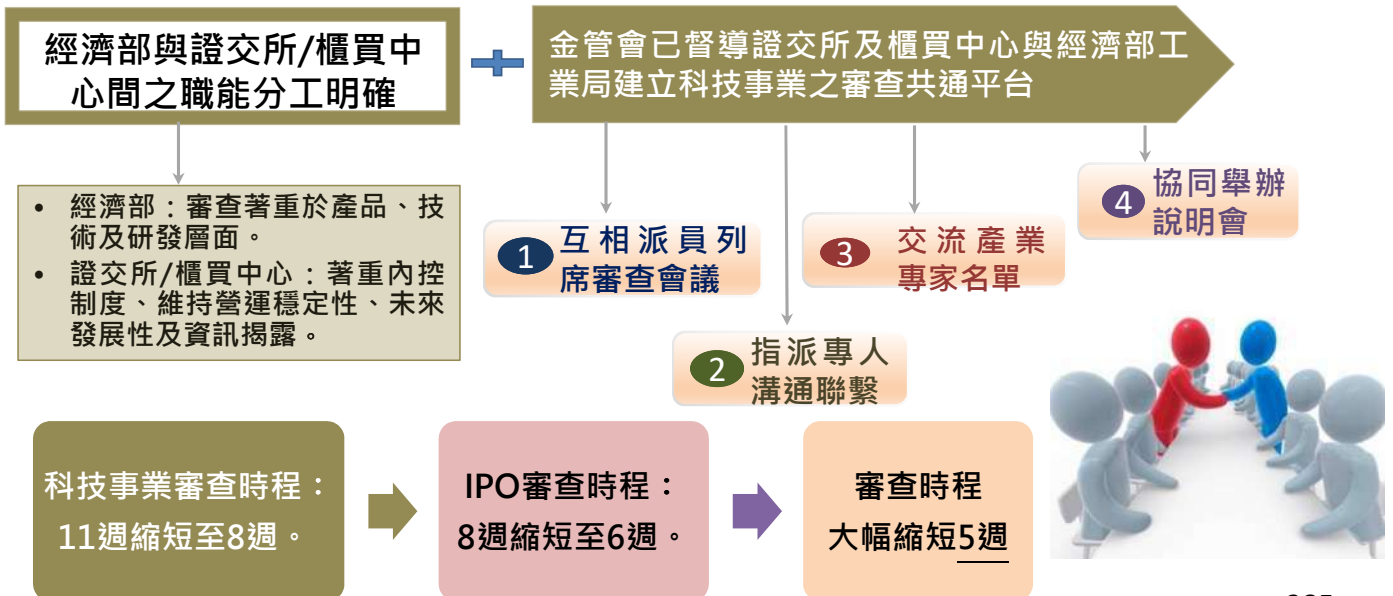 經濟部與證交所/櫃買中
心間之職能分工明確
金管會已督導證交所及櫃買中心與經濟部工
業局建立科技事業之審查共通平台
• 經濟部：審查著重於產品、技
術及研發層面。
• 證交所/櫃買中心：著重內控
制度、維持營運穩定性、未來
發展性及資訊揭露。
1 互相派員列
席審查會議
2 指派專人
溝通聯繫
3 交流產業
專家名單
4 協同舉辦
說明會
科技事業審查時程：
11週縮短至8週。
IPO審查時程：
8週縮短至6週。
審查時程
大幅縮短5週